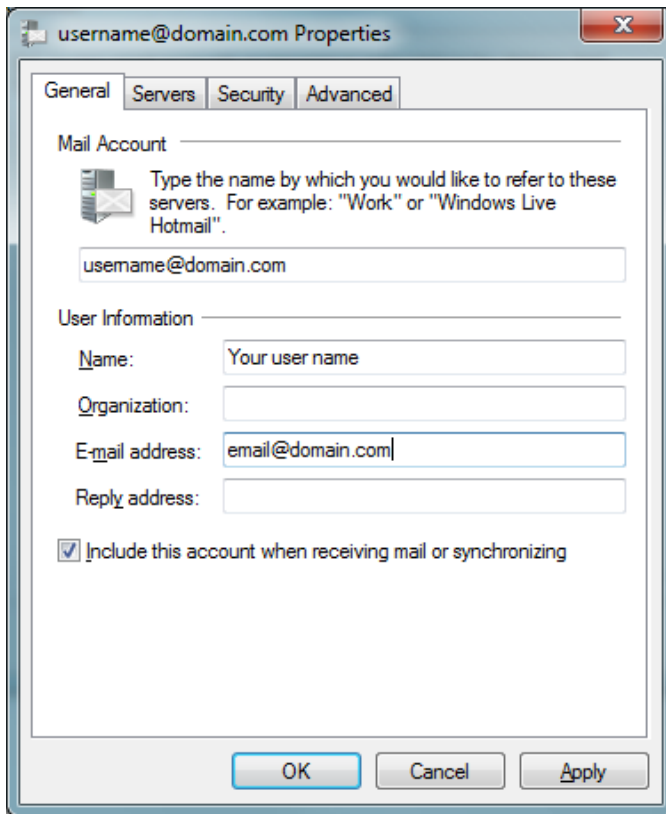 username@domain.com Properties
X
General Servers Security Advanced
Mail Account
Type the name by which you would like to refer to these
servers. For example: "Work" or "Windows Live
Hotmail".
username@domain.com
User Information
Name: Your user name
Organization:
E-mail address: email@domain.com
Reply address:
Include this account when receiving mail or synchronizing
OK Cancel Apply